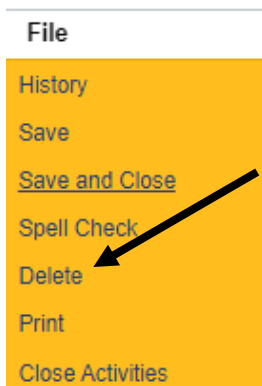 File
History
Save
Save and Close
Spell Check
Delete
Print
Close Activities